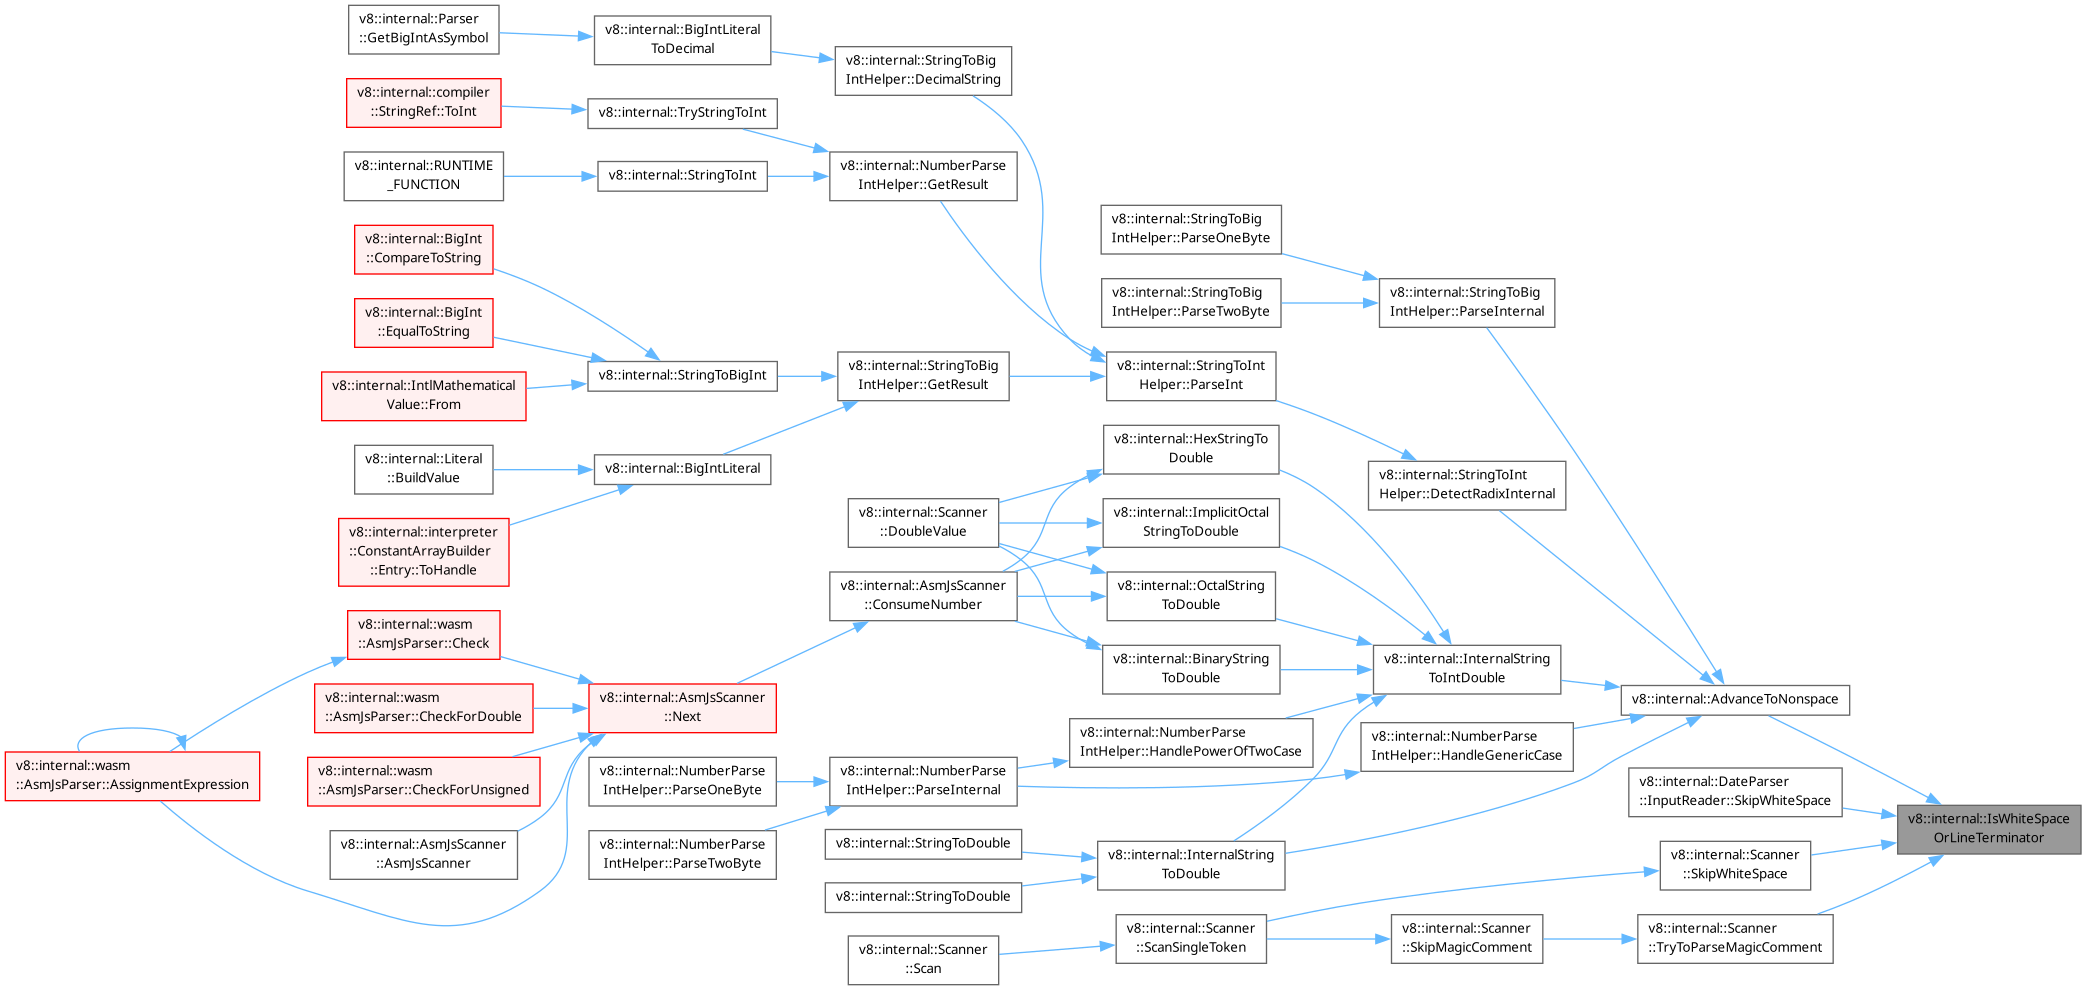 v8::internal::Parser
::GetBigIntAsSymbol
v8::internal::BigIntLiteral
ToDecimal
v8::internal::StringToBig
IntHelper::DecimalString
v8::internal::compiler
::StringRef::ToInt
v8::internal::TryStringToInt
v8::internal::RUNTIME
_FUNCTION
v8::internal::StringToInt
v8::internal::NumberParse
IntHelper::GetResult
v8::internal::StringToBig
IntHelper::ParseOneByte
v8::internal::BigInt
::CompareToString
v8::internal::StringToBig
IntHelper::ParseTwoByte
v8::internal::StringToBig
IntHelper::ParseInternal
v8::internal::BigInt
::EqualToString
v8::internal::StringToBigInt
v8::internal::StringToBig
IntHelper::GetResult
v8::internal::StringToInt
Helper::ParseInt
v8::internal::IntlMathematical
Value::From
v8::internal::HexStringTo
Double
v8::internal::Literal
::BuildValue
v8::internal::BigIntLiteral
v8::internal::StringToInt
Helper::DetectRadixInternal
v8::internal::Scanner
::DoubleValue
v8::internal::ImplicitOctal
StringToDouble
v8::internal::interpreter
::ConstantArrayBuilder
::Entry::ToHandle
v8::internal::AsmJsScanner
::ConsumeNumber
v8::internal::OctalString
ToDouble
v8::internal::wasm
::AsmJsParser::Check
v8::internal::BinaryString
ToDouble
v8::internal::InternalString
ToIntDouble
v8::internal::wasm
::AsmJsParser::CheckForDouble
v8::internal::AsmJsScanner
::Next
v8::internal::AdvanceToNonspace
v8::internal::NumberParse
IntHelper::HandlePowerOfTwoCase
v8::internal::NumberParse
IntHelper::HandleGenericCase
v8::internal::wasm
::AsmJsParser::AssignmentExpression
v8::internal::wasm
::AsmJsParser::CheckForUnsigned
v8::internal::NumberParse
IntHelper::ParseOneByte
v8::internal::NumberParse
IntHelper::ParseInternal
v8::internal::DateParser
::InputReader::SkipWhiteSpace
v8::internal::IsWhiteSpace
OrLineTerminator
v8::internal::AsmJsScanner
::AsmJsScanner
v8::internal::NumberParse
IntHelper::ParseTwoByte
v8::internal::StringToDouble
v8::internal::InternalString
ToDouble
v8::internal::Scanner
::SkipWhiteSpace
v8::internal::StringToDouble
v8::internal::Scanner
::Scan
v8::internal::Scanner
::ScanSingleToken
v8::internal::Scanner
::SkipMagicComment
v8::internal::Scanner
::TryToParseMagicComment